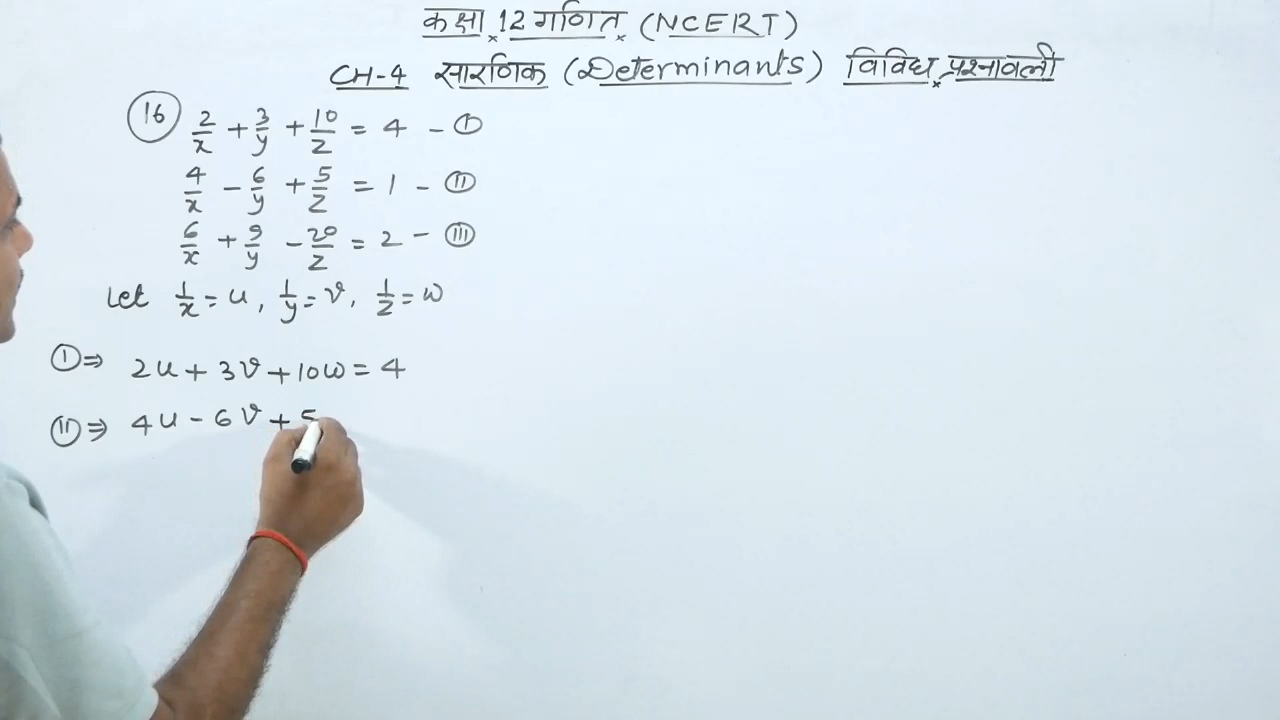 कक्षा 12 गणित (NCERT)
CH-4 सारणिक (Determinants) विविध प्रश्नावली
16 2/x + 3/y + 10/z = 4 - I
4/x - 6/y + 5/z = 1 - II
6/x + 9/y - 20/z = 2 - III
Let 1/x = u, 1/y = v, 1/z = w
I ⇒ 2u + 3v + 10w = 4
II ⇒ 4u - 6v + 5